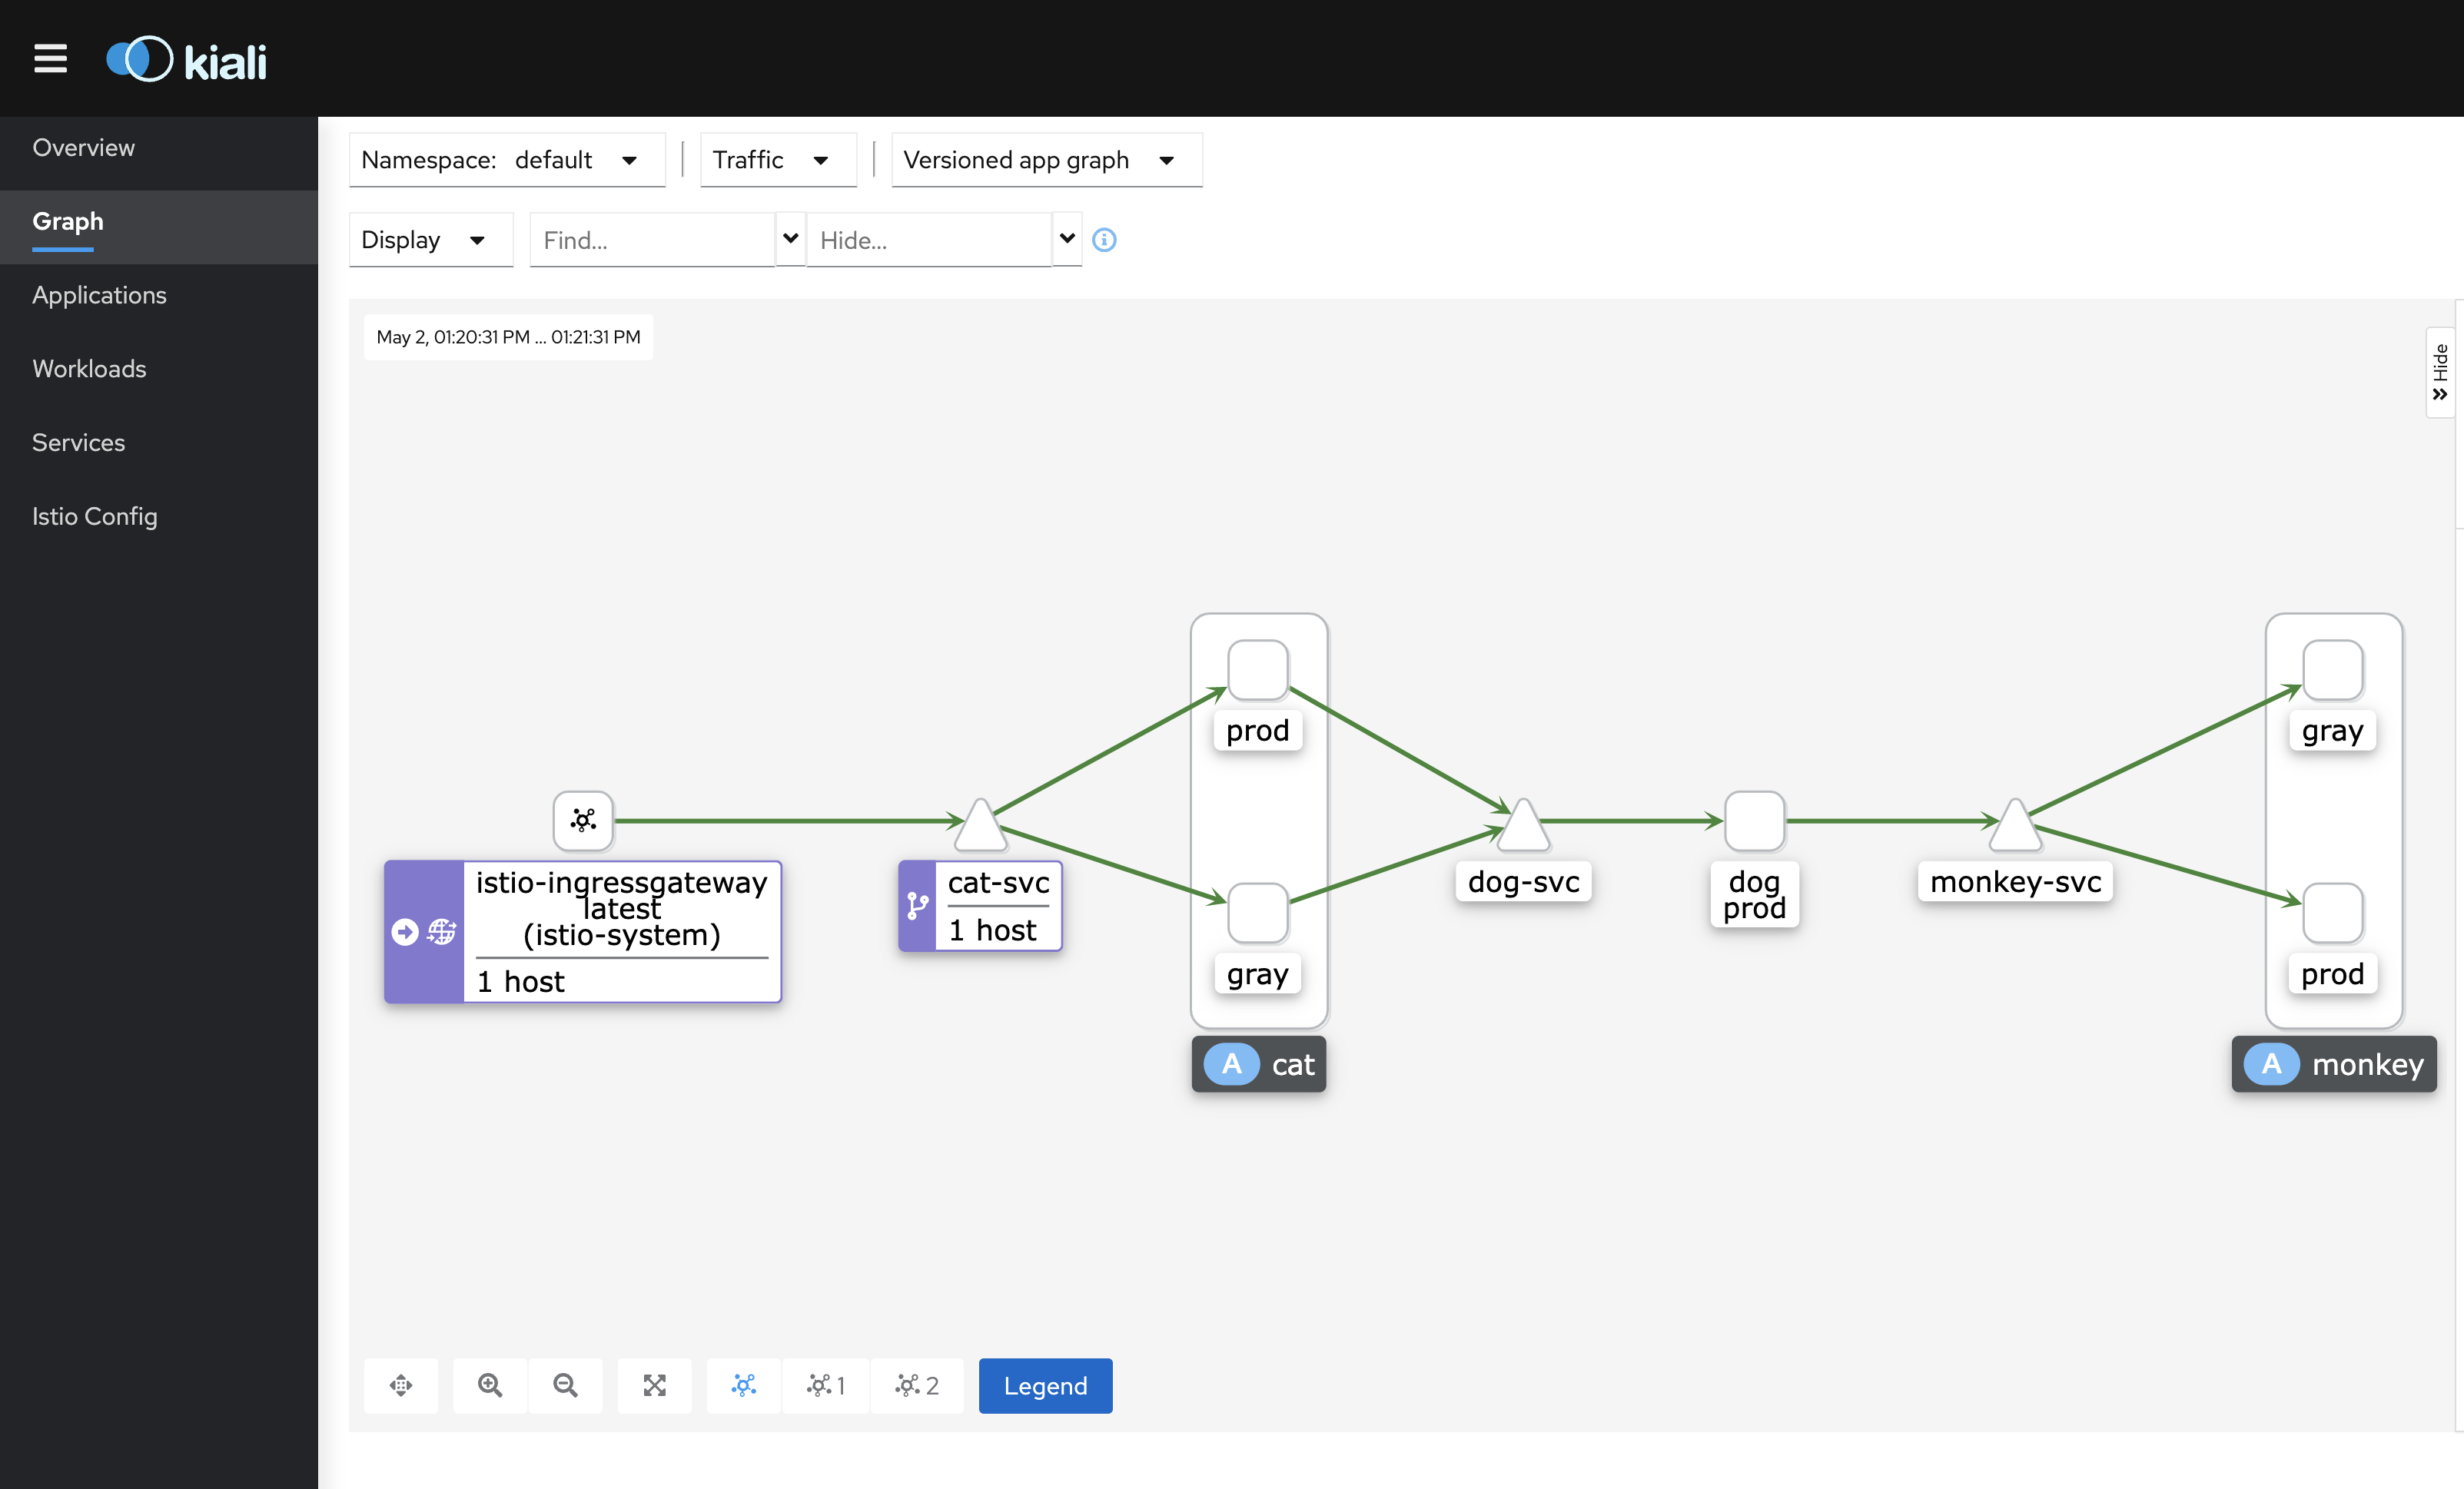 kiali
Overview
Graph
Applications
Workloads
Services
Istio Config
Namespace: default
Traffic
Versioned app graph
Display
Find...
Hide...
May 2, 01:20:31 PM ... 01:21:31 PM
Hide
prod
gray
istio-ingressgateway
latest
(istio-system)
1 host
cat-svc
1 host
dog-svc
dog
prod
monkey-svc
gray
prod
A cat
A monkey
1
2
Legend